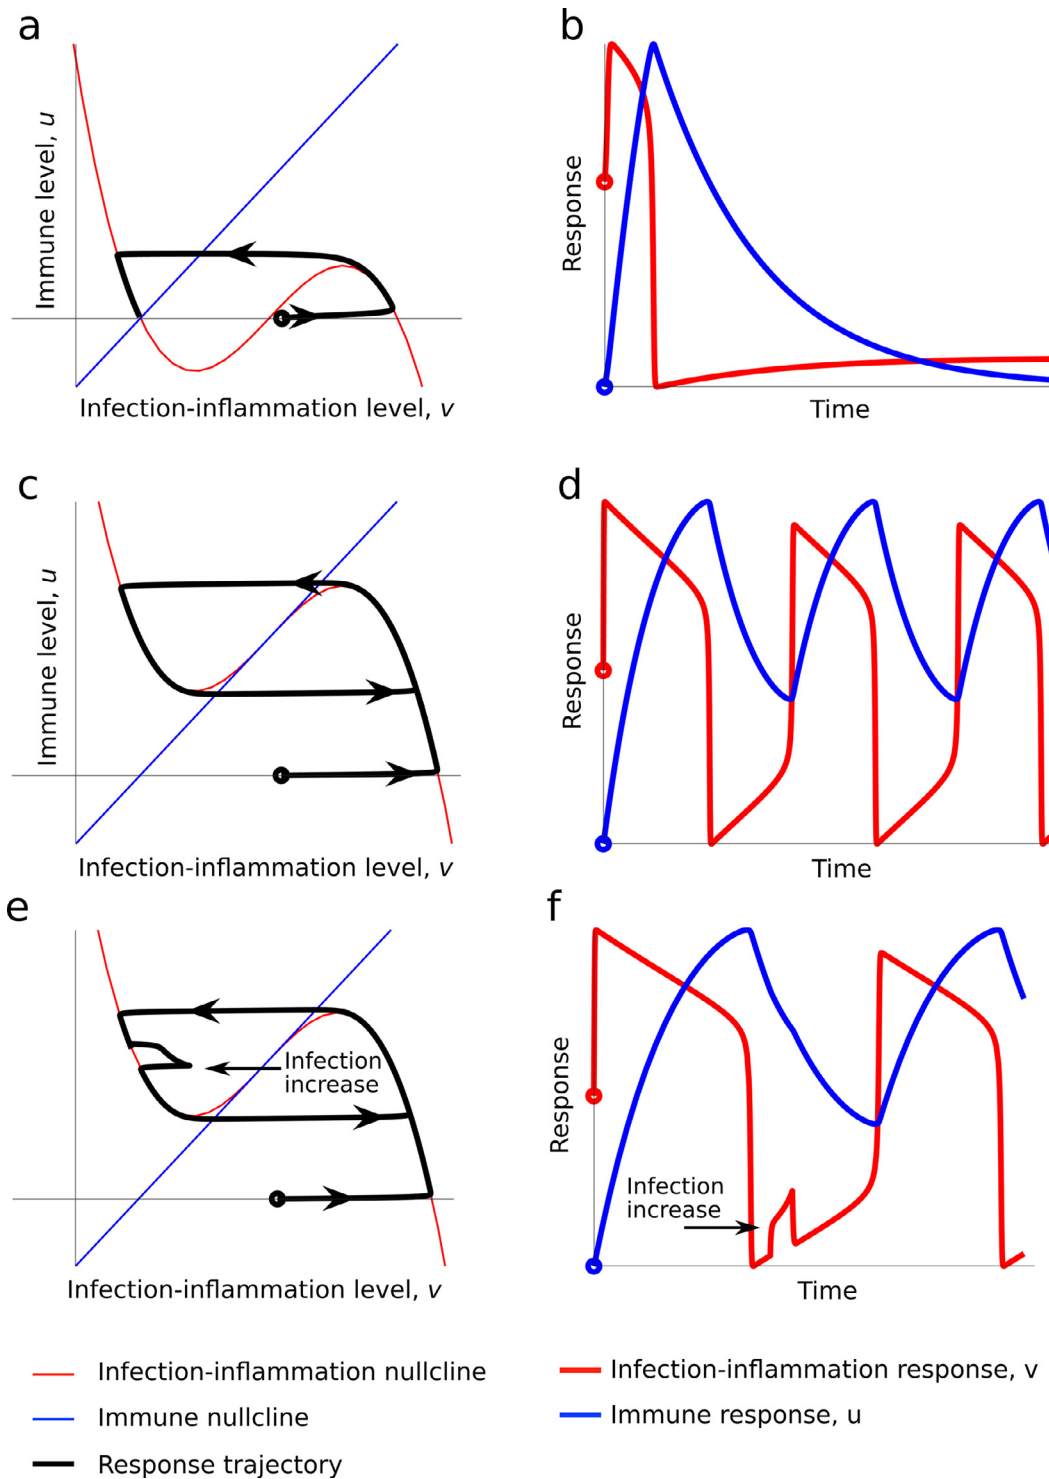 a
b
Immune level, u
Infection-inflammation level, v
Response
Time
c
d
Immune level, u
Infection-inflammation level, v
Response
Time
e
f
Infection
increase
Infection-inflammation level, v
Response
Infection
increase
Time
Infection-inflammation nullcline
Immune nullcline
Response trajectory
Infection-inflammation response, v
Immune response, u